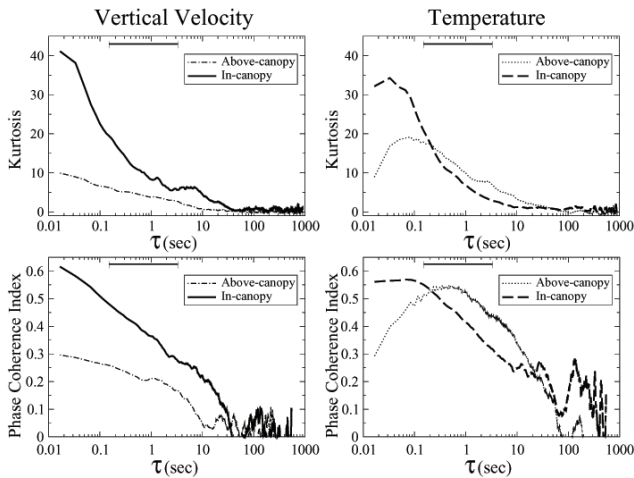 Vertical Velocity
Temperature
Kurtosis
40
30
20
10
0
Above-canopy
In-canopy
0.01 0.1 1 10 100 1000
τ(sec)
Kurtosis
40
30
20
10
0
Above-canopy
In-canopy
0.01 0.1 1 10 100 1000
τ(sec)
Phase Coherence Index
0.6
0.5
0.4
0.3
0.2
0.1
0
Above-canopy
In-canopy
0.01 0.1 1 10 100 1000
τ(sec)
Phase Coherence Index
0.6
0.5
0.4
0.3
0.2
0.1
0
Above-canopy
In-canopy
0.01 0.1 1 10 100 1000
τ(sec)